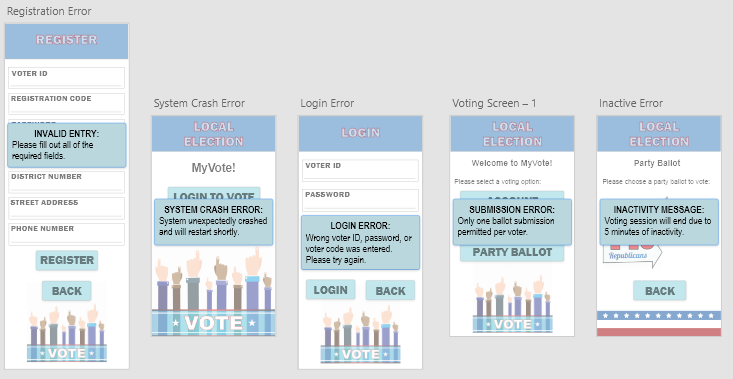 Registration Error
REGISTER
VOTER ID
REGISTRATION CODE
INVALID ENTRY:
Please fill out all of the
required fields.
DISTRICT NUMBER
STREET ADDRESS
PHONE NUMBER
REGISTER
BACK
VOTE
System Crash Error
LOCAL
ELECTION
MyVote!
LOGIN TO VOTE
SYSTEM CRASH ERROR:
System unexpectedly crashed
and will restart shortly.
VOTE
Login Error
LOGIN
VOTER ID
PASSWORD
LOGIN ERROR:
Wrong voter ID, password, or
voter code was entered.
Please try again.
LOGIN
BACK
VOTE
Voting Screen – 1
LOCAL
ELECTION
Welcome to MyVote!
Please select a voting option:
SUBMISSION ERROR:
Only one ballot submission
permitted per voter.
PARTY BALLOT
VOTE
Inactive Error
LOCAL
ELECTION
Party Ballot
Please choose a party ballot to vote:
INACTIVITY MESSAGE:
Voting session will end due to
5 minutes of inactivity.
Republicans
BACK